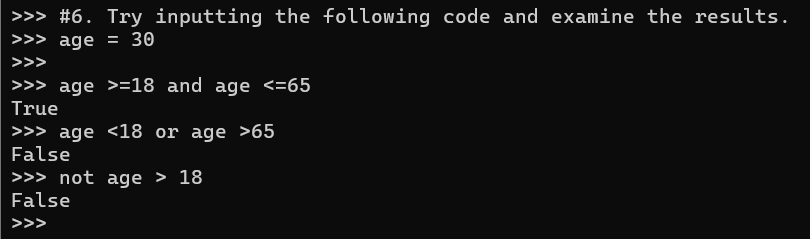 >>> #6. Try inputting the following code and examine the results.
>>> age = 30
>>>
>>> age >=18 and age <=65
True
>>> age <18 or age >65
False
>>> not age > 18
False
>>>